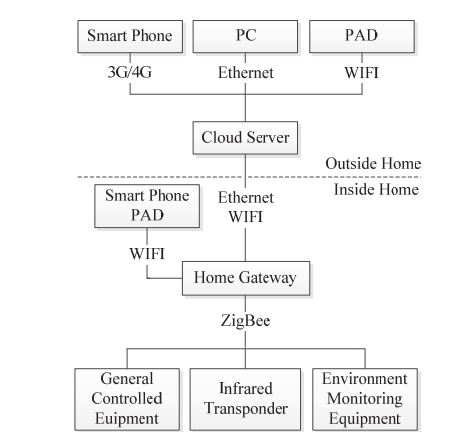 Smart Phone
PC
PAD
3G/4G
Ethernet
WIFI
Cloud Server
Outside Home
Inside Home
Smart Phone
PAD
Ethernet
WIFI
WIFI
Home Gateway
ZigBee
General
Controlled
Euipment
Infrared
Transponder
Environment
Monitoring
Equipment